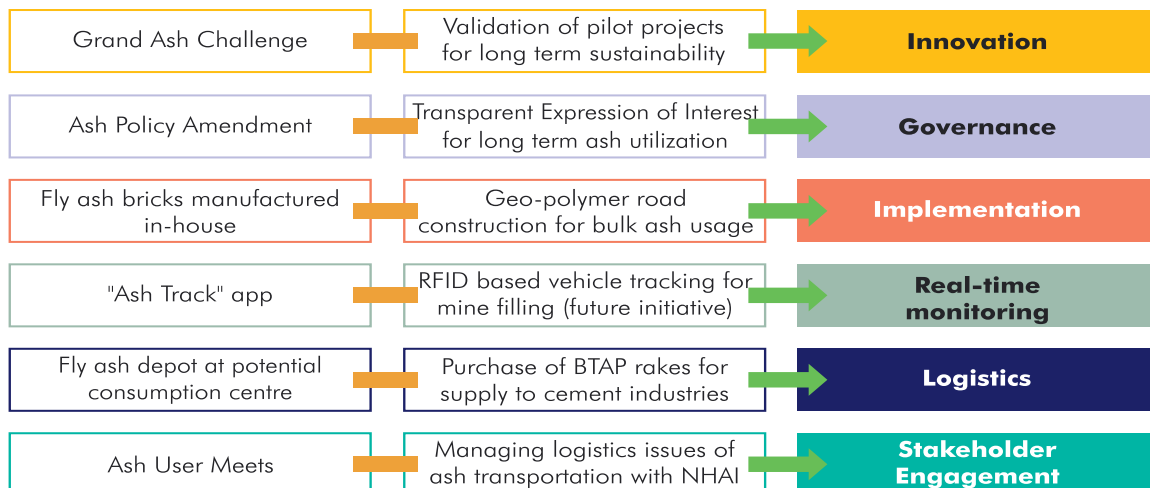 Grand Ash Challenge
Validation of pilot projects
for long term sustainability
Innovation
Ash Policy Amendment
Transparent Expression of Interest
for long term ash utilization
Governance
Fly ash bricks manufactured
in-house
Geo-polymer road
construction for bulk ash usage
Implementation
"Ash Track" app
RFID based vehicle tracking for
mine filling (future initiative)
Real-time
monitoring
Fly ash depot at potential
consumption centre
Purchase of BTAP rakes for
supply to cement industries
Logistics
Ash User Meets
Managing logistics issues of
ash transportation with NHAI
Stakeholder
Engagement